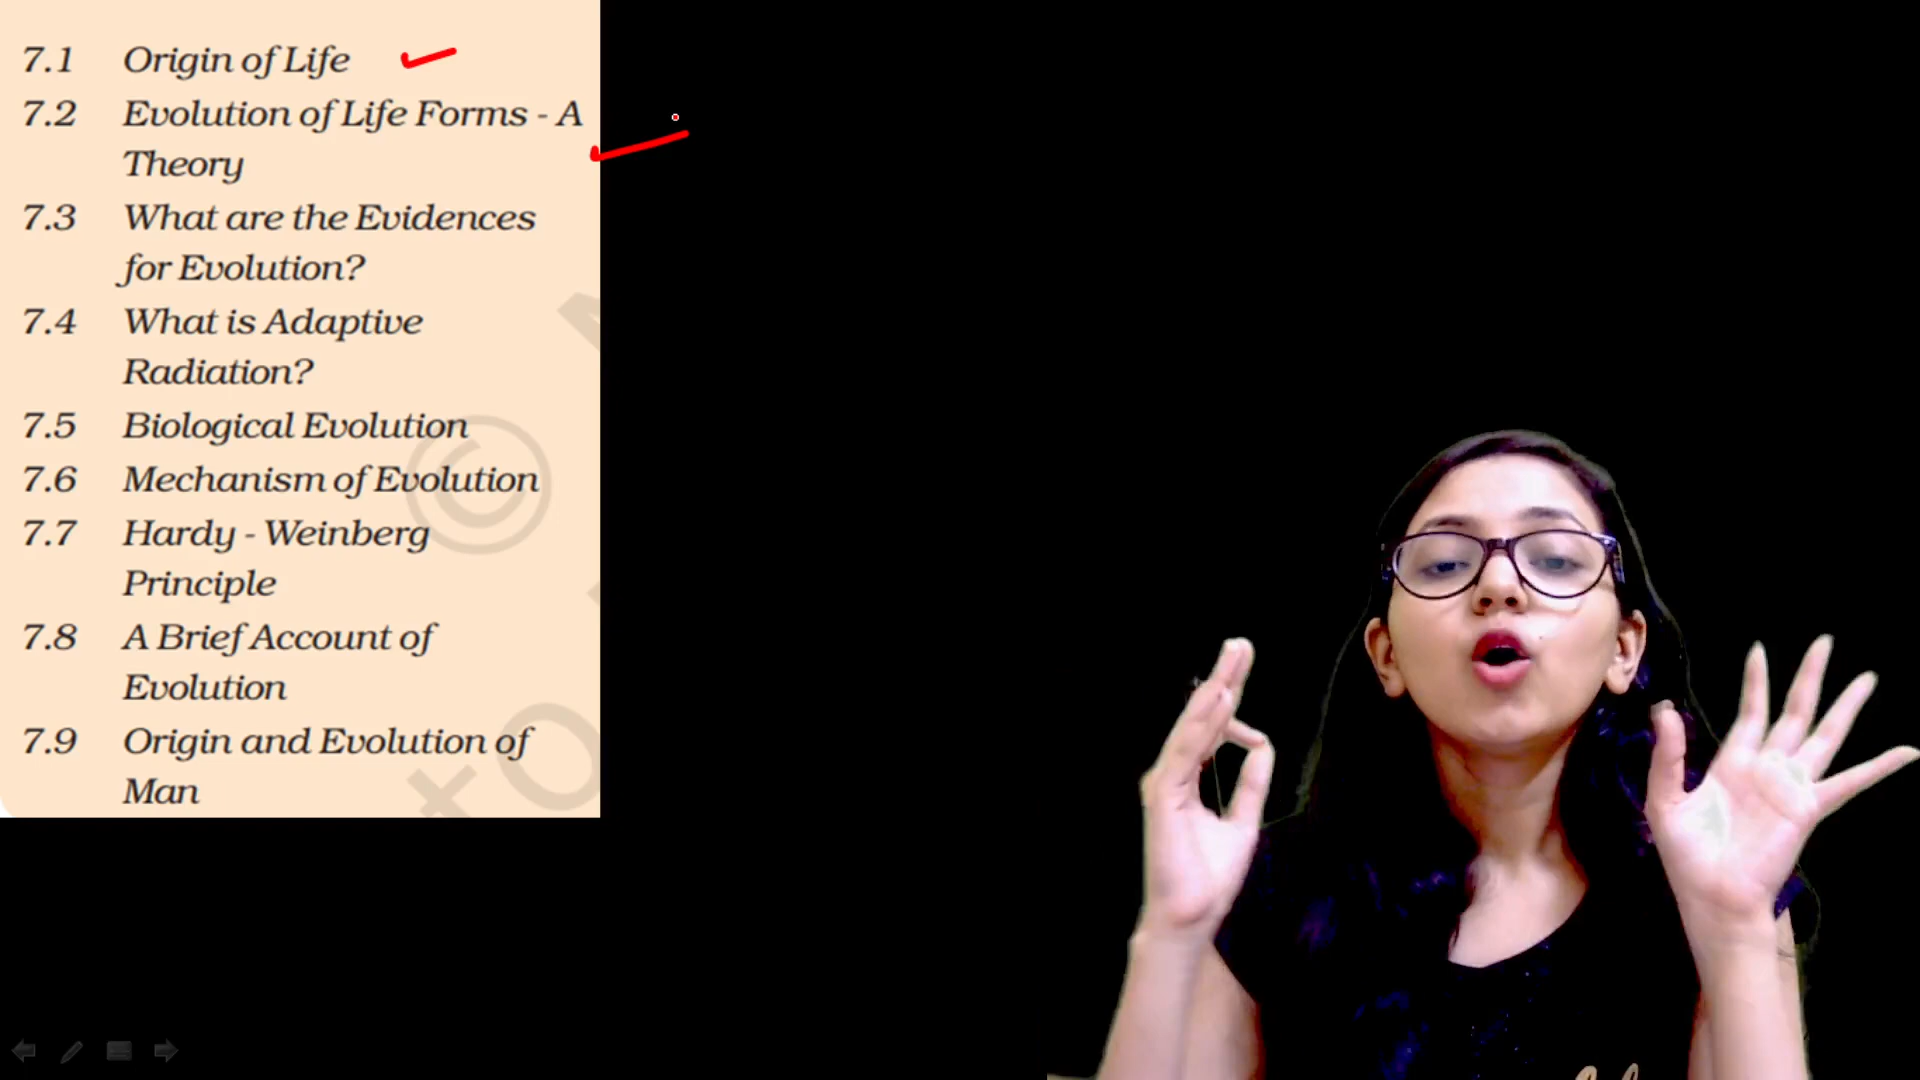 7.1 Origin of Life
7.2 Evolution of Life Forms - A
Theory
7.3 What are the Evidences
for Evolution?
7.4 What is Adaptive
Radiation?
7.5 Biological Evolution
7.6 Mechanism of Evolution
7.7 Hardy - Weinberg
Principle
7.8 A Brief Account of
Evolution
7.9 Origin and Evolution of
Man
©
to